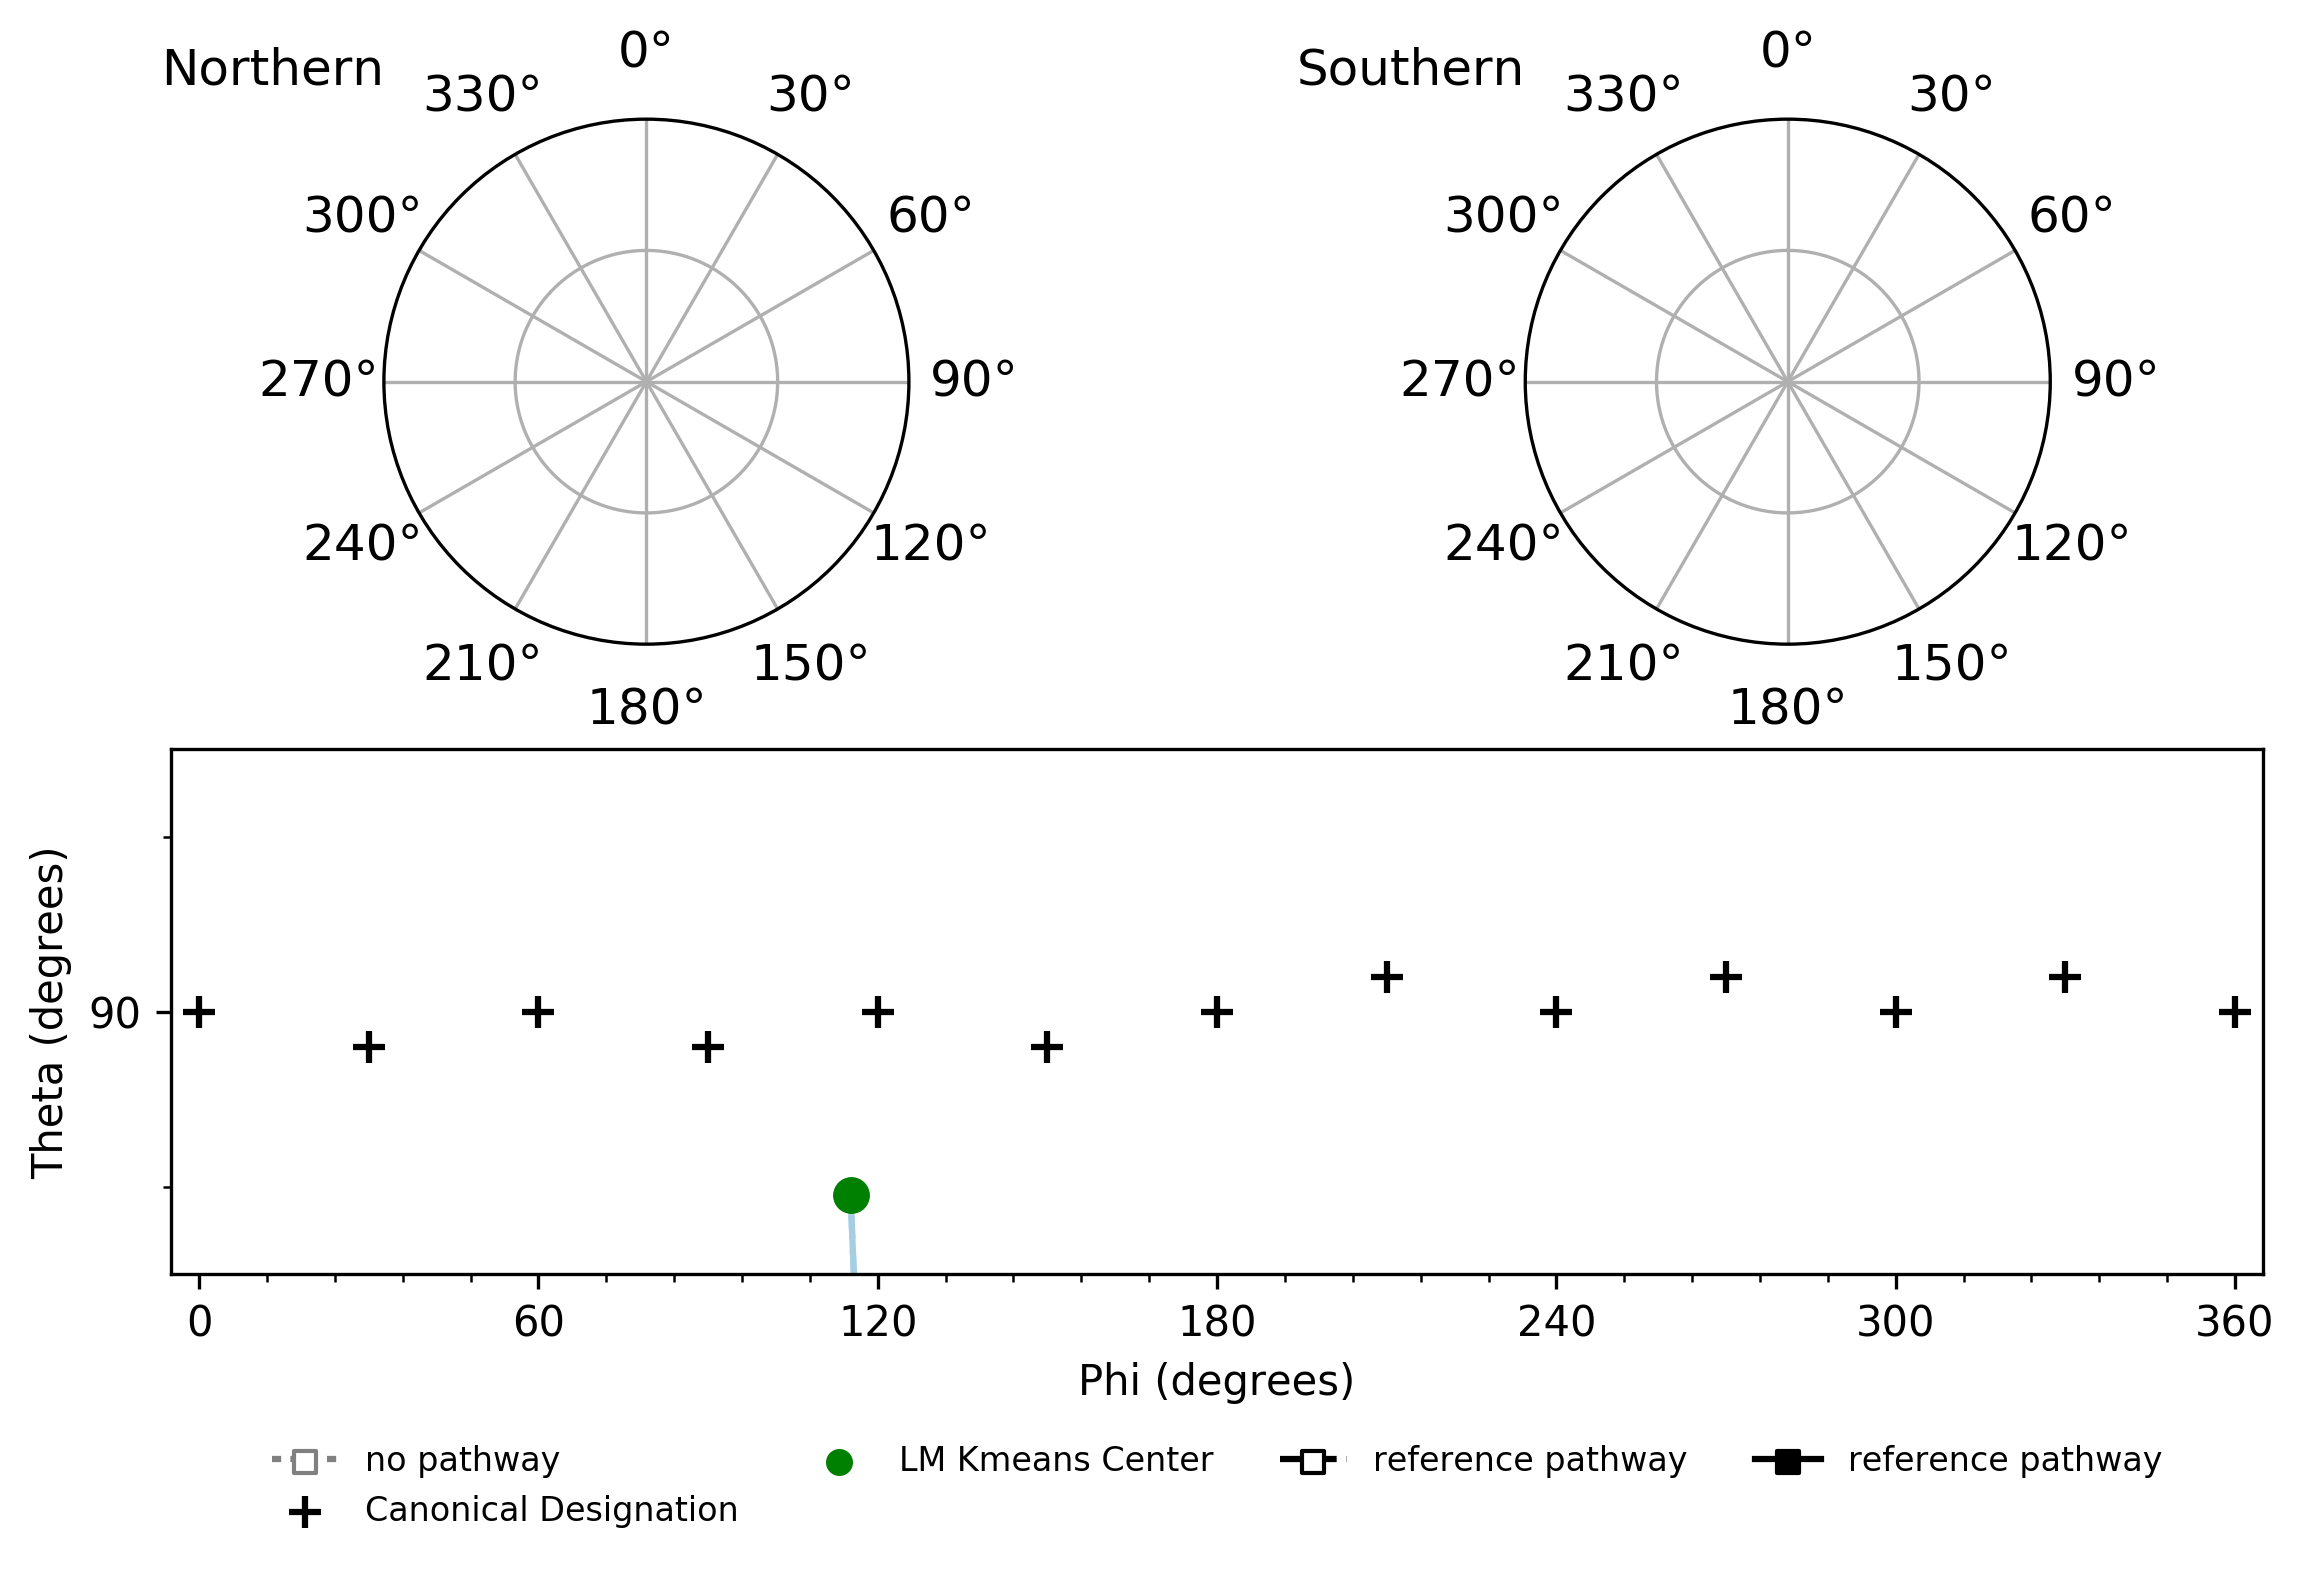 Northern
0°
30°
60°
90°
120°
150°
180°
210°
240°
270°
300°
330°
Southern
0°
30°
60°
90°
120°
150°
180°
210°
240°
270°
300°
330°
Theta (degrees)
90
0 60 120 180 240 300 360
Phi (degrees)
no pathway
Canonical Designation
LM Kmeans Center
reference pathway
reference pathway